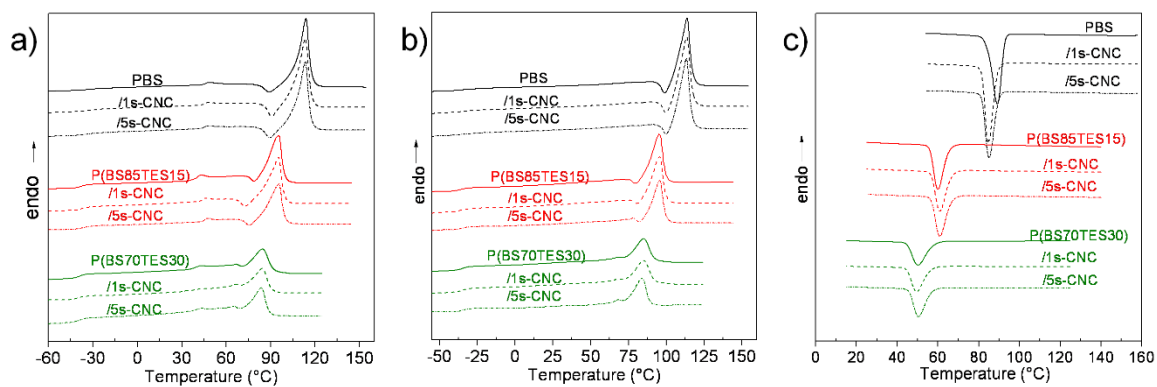 a)
PBS
/1s-CNC
/5s-CNC
P(BS85TES15)
/1s-CNC
/5s-CNC
P(BS70TES30)
/1s-CNC
/5s-CNC
endo
-60 -30 0 30 60 90 120 150
Temperature (°C)
b)
PBS
/1s-CNC
/5s-CNC
P(BS85TES15)
/1s-CNC
/5s-CNC
P(BS70TES30)
/1s-CNC
/5s-CNC
endo
-50 -25 0 25 50 75 100 125 150
Temperature (°C)
c)
PBS
/1s-CNC
/5s-CNC
P(BS85TES15)
/1s-CNC
/5s-CNC
P(BS70TES30)
/1s-CNC
/5s-CNC
endo
0 20 40 60 80 100 120 140 160
Temperature (°C)